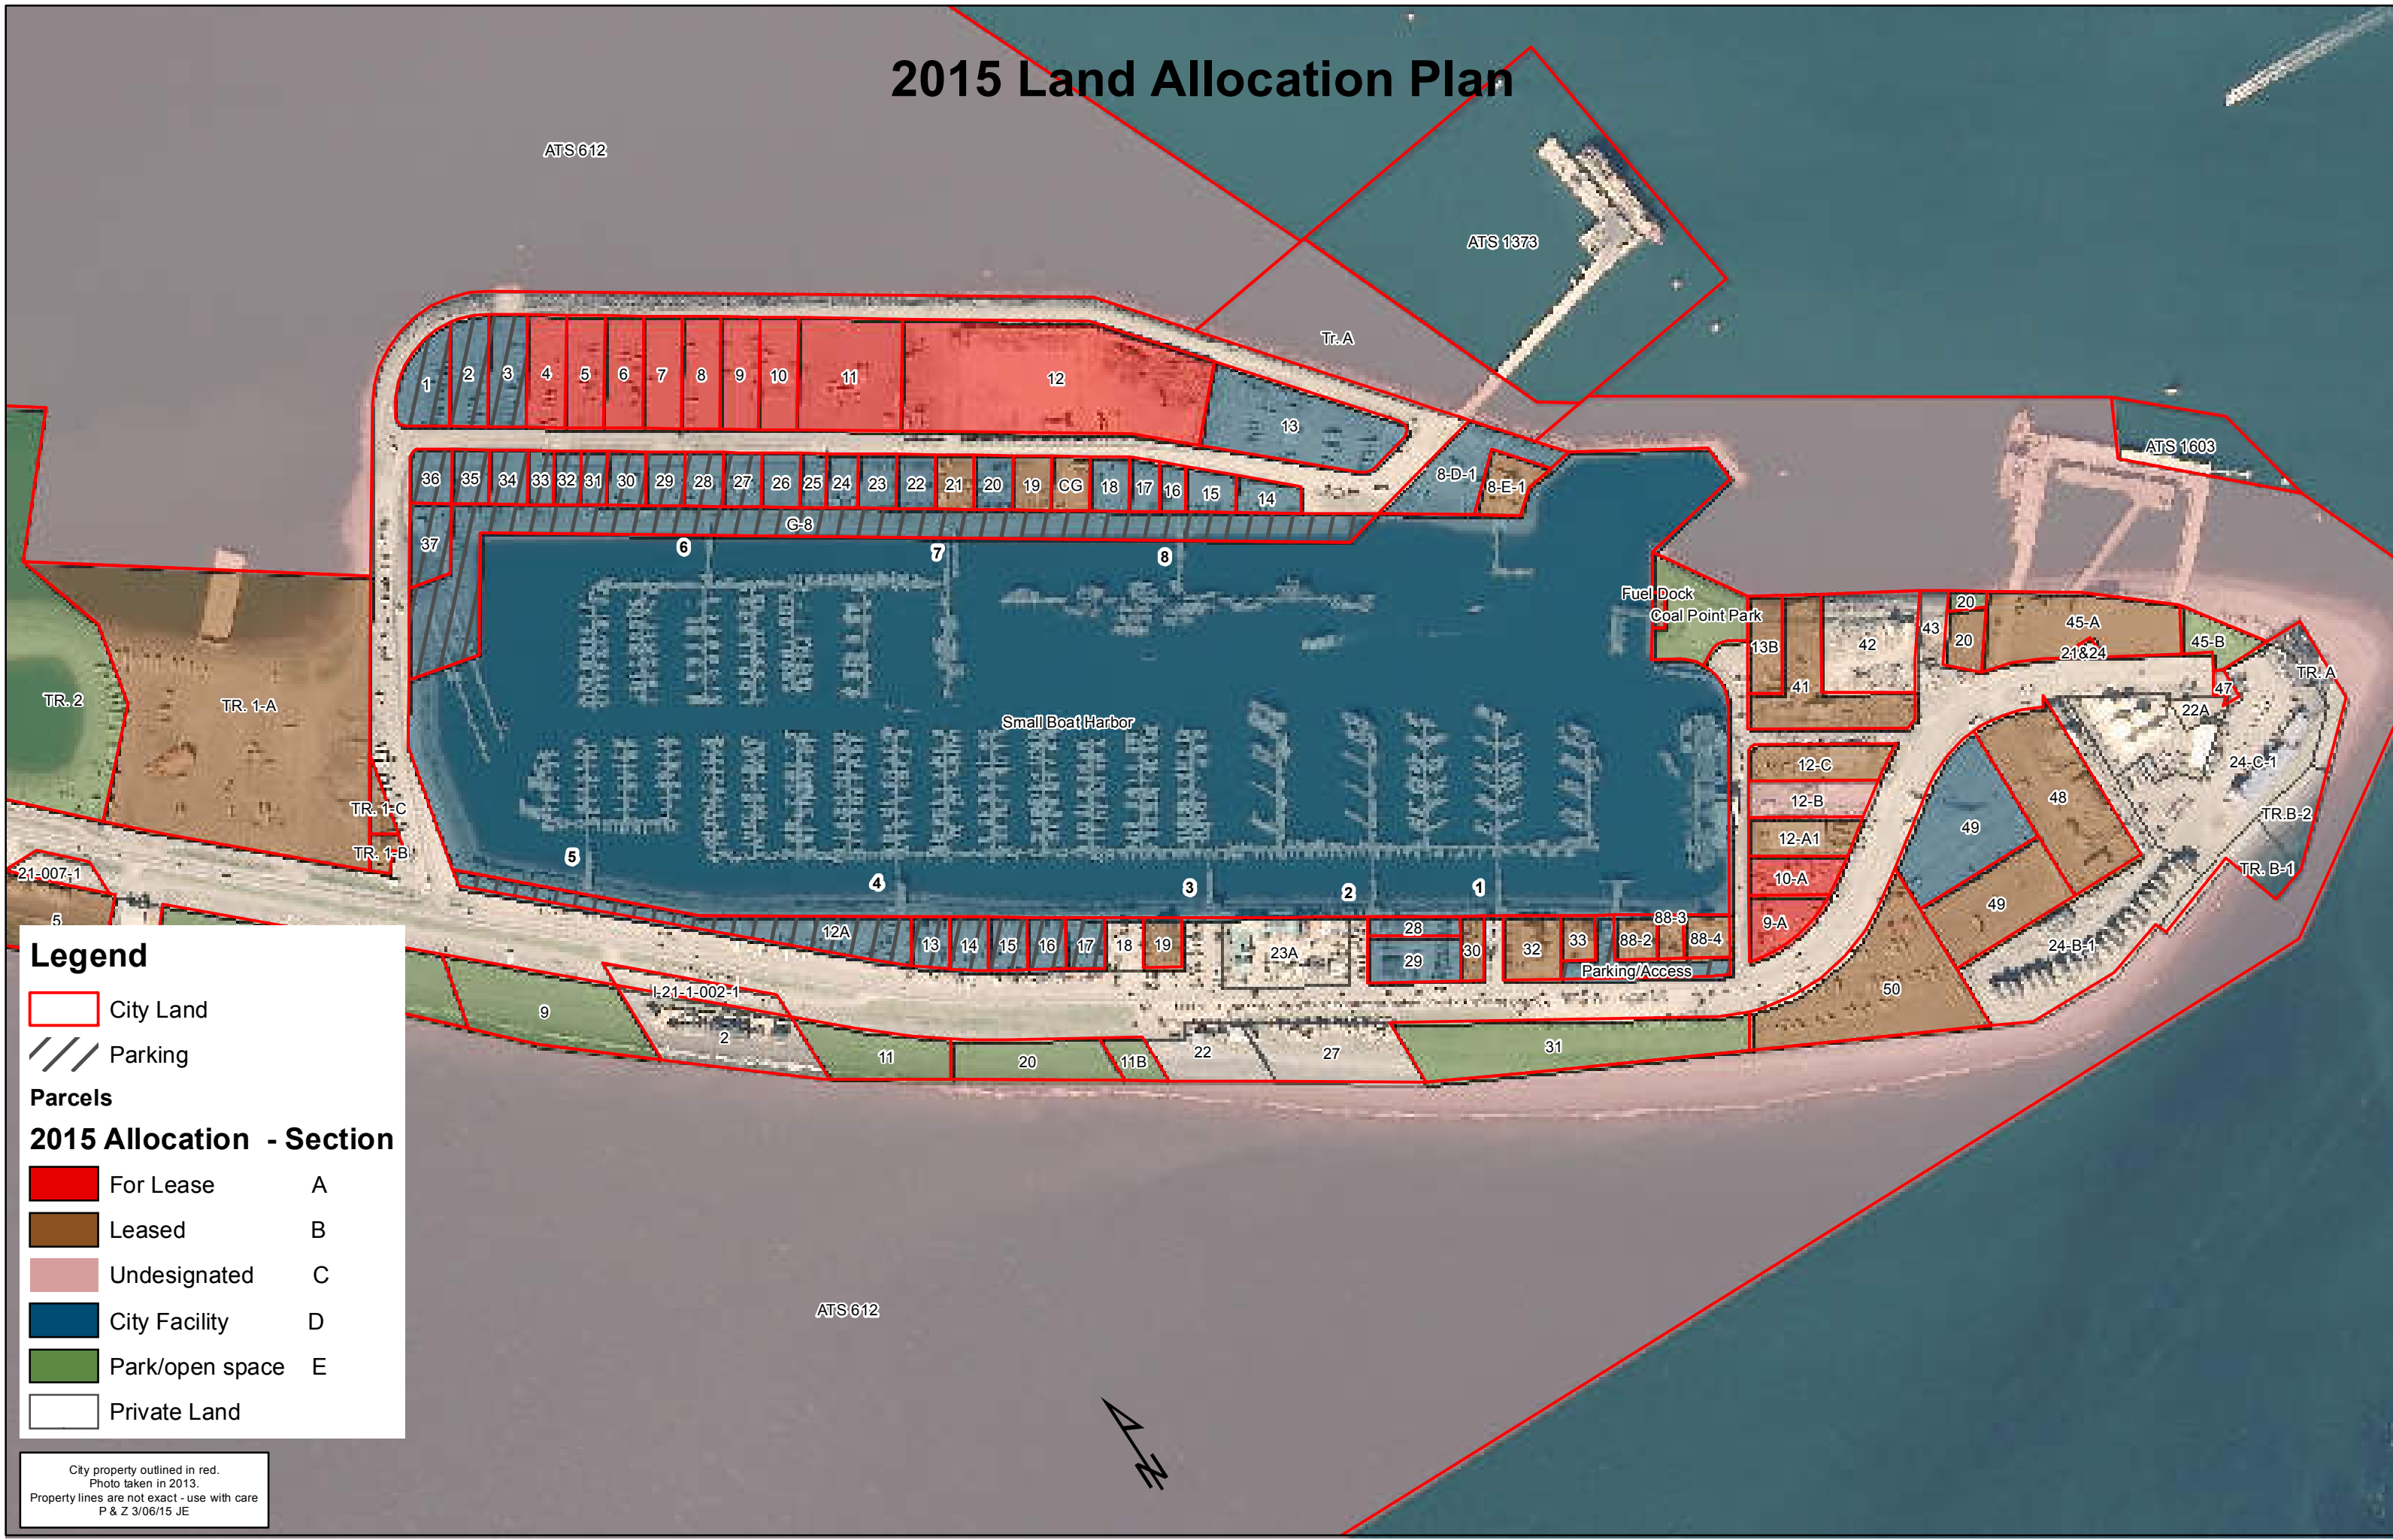 2015 Land Allocation Plan
ATS 612
ATS 1373
Tr. A
ATS 1603
1
2
3
4
5
6
7
8
9
10
11
12
13
36
35
34
33
32
31
30
29
28
27
26
25
24
23
22
21
20
19
CG
18
17
16
15
14
8-D-1
8-E-1
G-8
37
6
7
8
Fuel Dock
Coal Point Park
13B
41
42
43
20
20
45-A
21&24
45-B
TR. A
47
22A
24-C-1
TR.B-2
TR. B-1
24-B-1
TR. 2
TR. 1-A
TR. 1-C
TR. 1-B
Small Boat Harbor
12-C
12-B
12-A1
10-A
9-A
48
49
49
50
5
4
3
2
1
21-007-1
5
12A
13
14
15
16
17
18
19
23A
28
29
30
32
33
88-2
88-3
88-4
Parking/Access
9
I-21-1-002-1
2
11
20
11B
22
27
31
ATS 612
N
Legend
City Land
Parking
Parcels
2015 Allocation - Section
For Lease A
Leased B
Undesignated C
City Facility D
Park/open space E
Private Land
City property outlined in red.
Photo taken in 2013.
Property lines are not exact - use with care
P & Z 3/06/15 JE